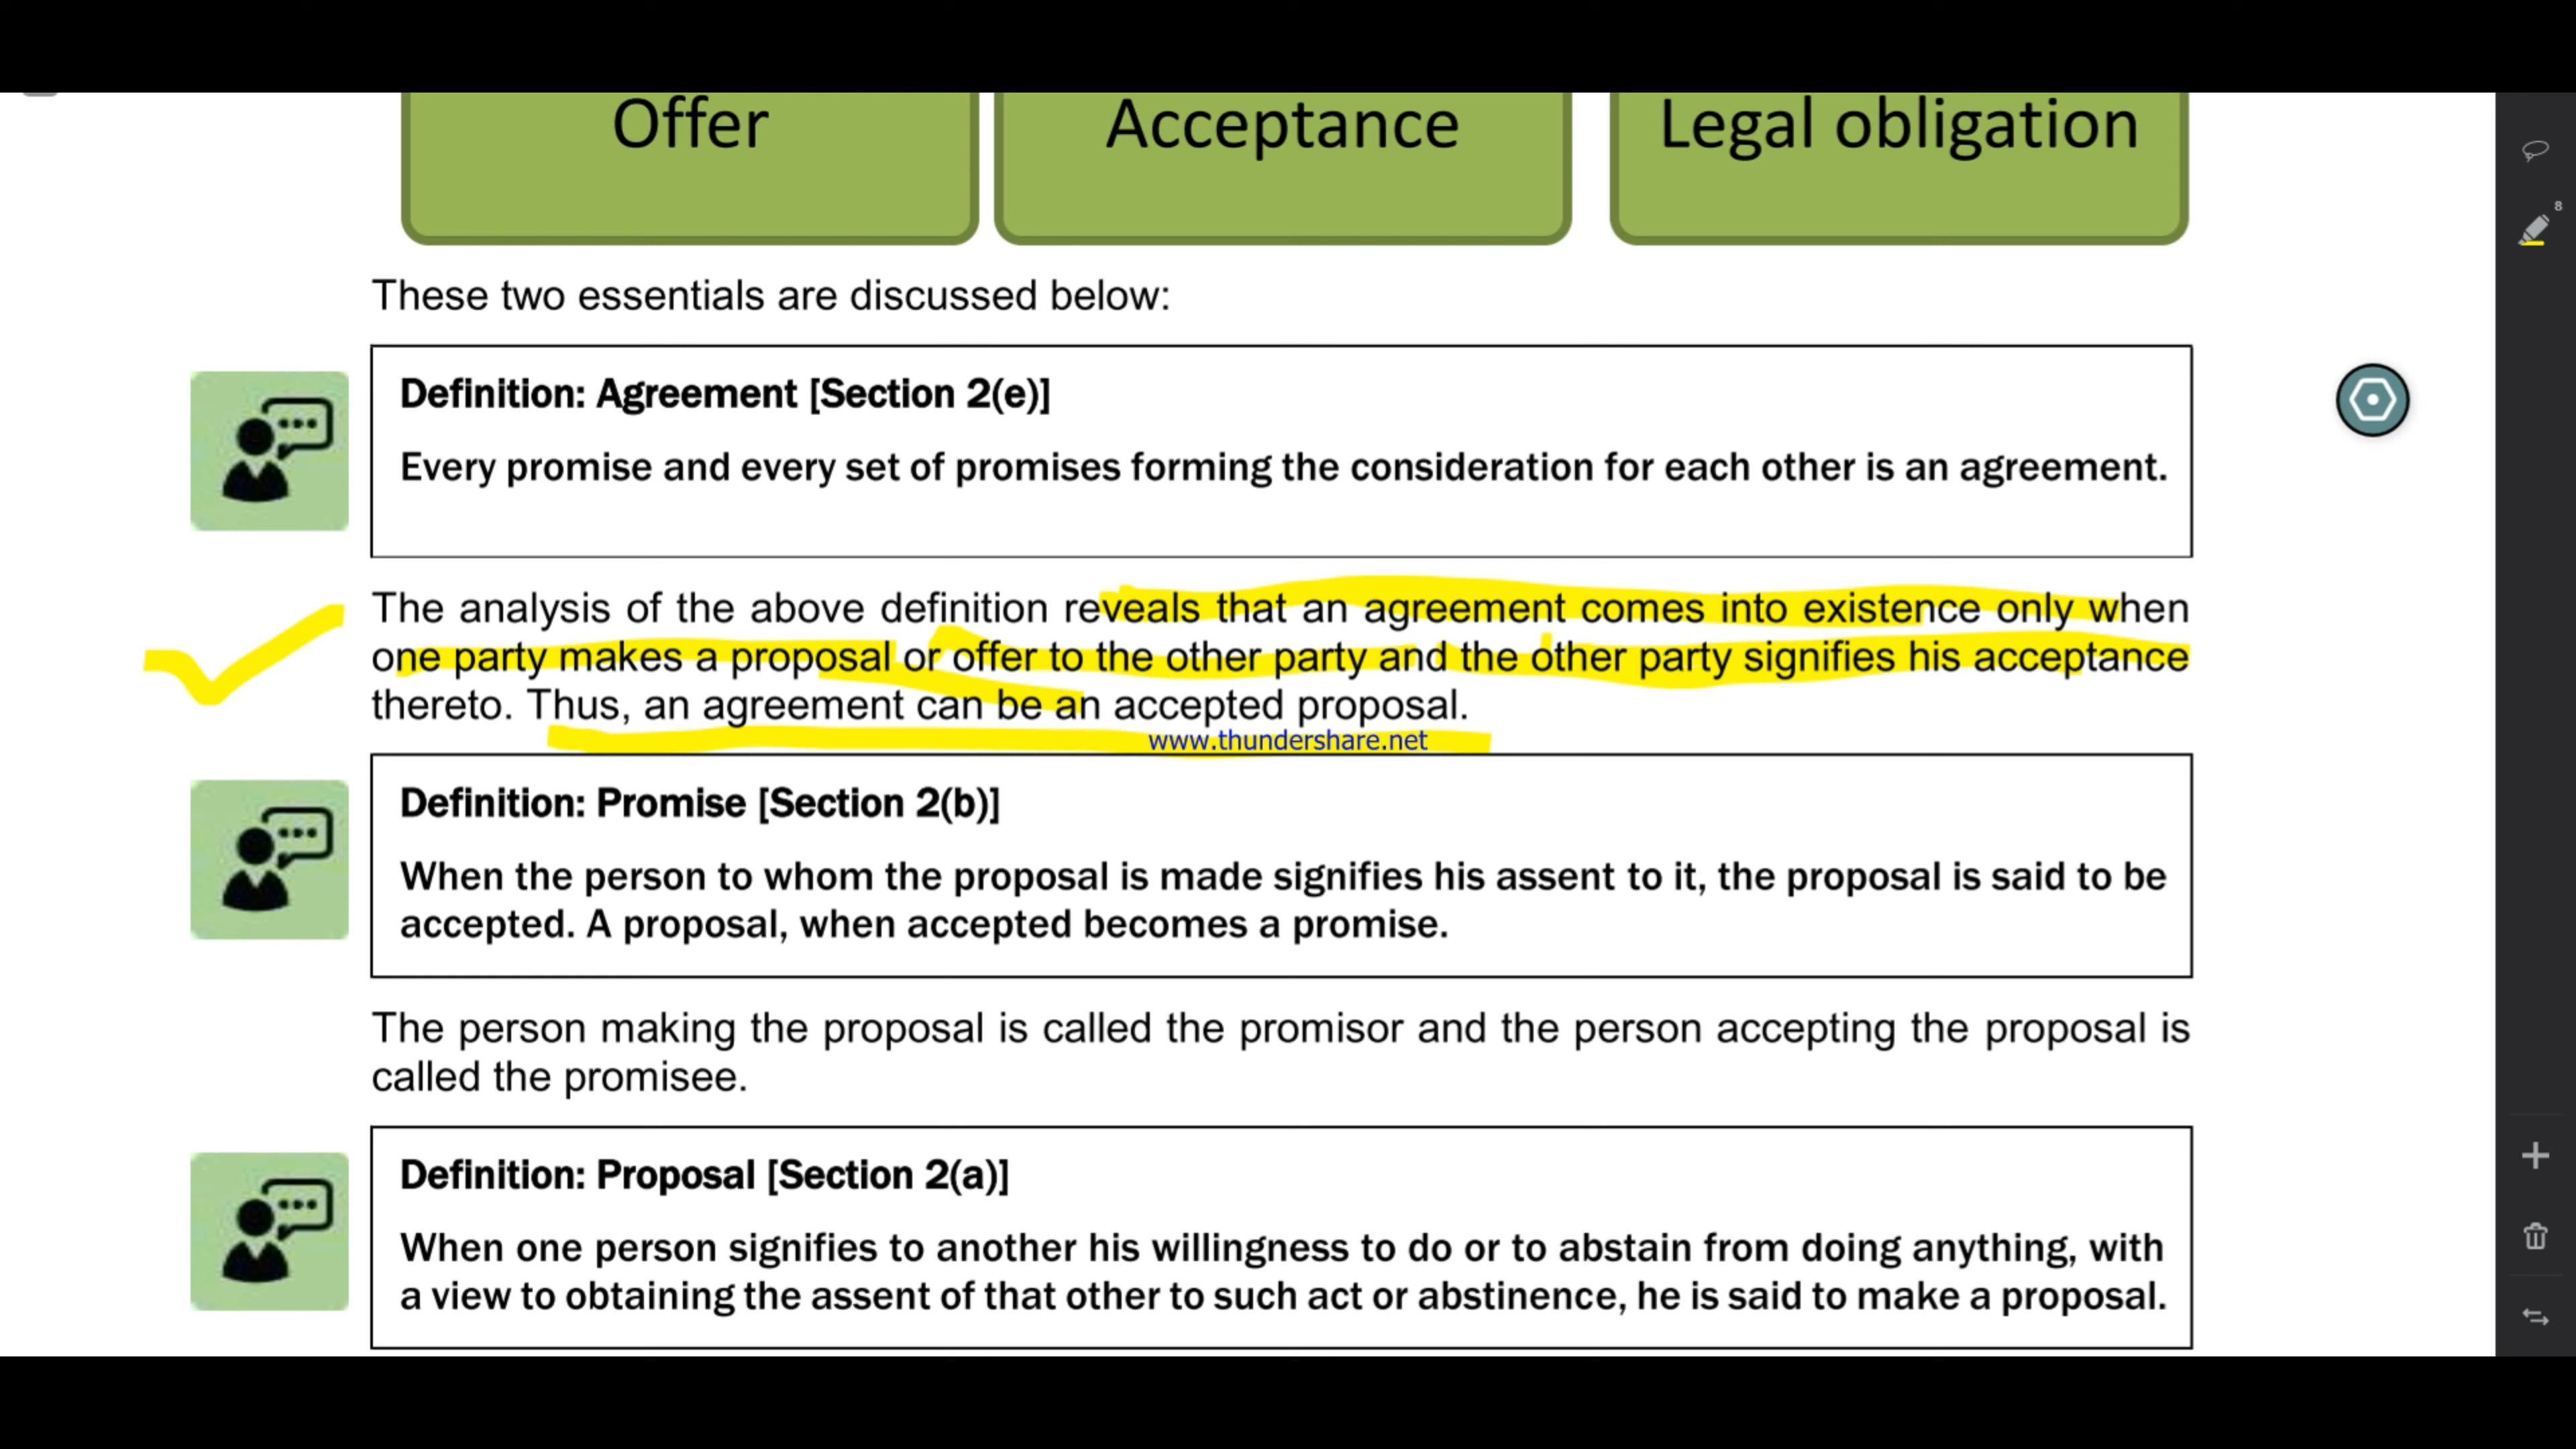 Offer
Acceptance
Legal obligation
8
These two essentials are discussed below:
Definition: Agreement [Section 2(e)]
Every promise and every set of promises forming the consideration for each other is an agreement.
The analysis of the above definition reveals that an agreement comes into existence only when
one party makes a proposal or offer to the other party and the other party signifies his acceptance
thereto. Thus, an agreement can be an accepted proposal.
www.thundershare.net
Definition: Promise [Section 2(b)]
When the person to whom the proposal is made signifies his assent to it, the proposal is said to be
accepted. A proposal, when accepted becomes a promise.
The person making the proposal is called the promisor and the person accepting the proposal is
called the promisee.
Definition: Proposal [Section 2(a)]
When one person signifies to another his willingness to do or to abstain from doing anything, with
a view to obtaining the assent of that other to such act or abstinence, he is said to make a proposal.